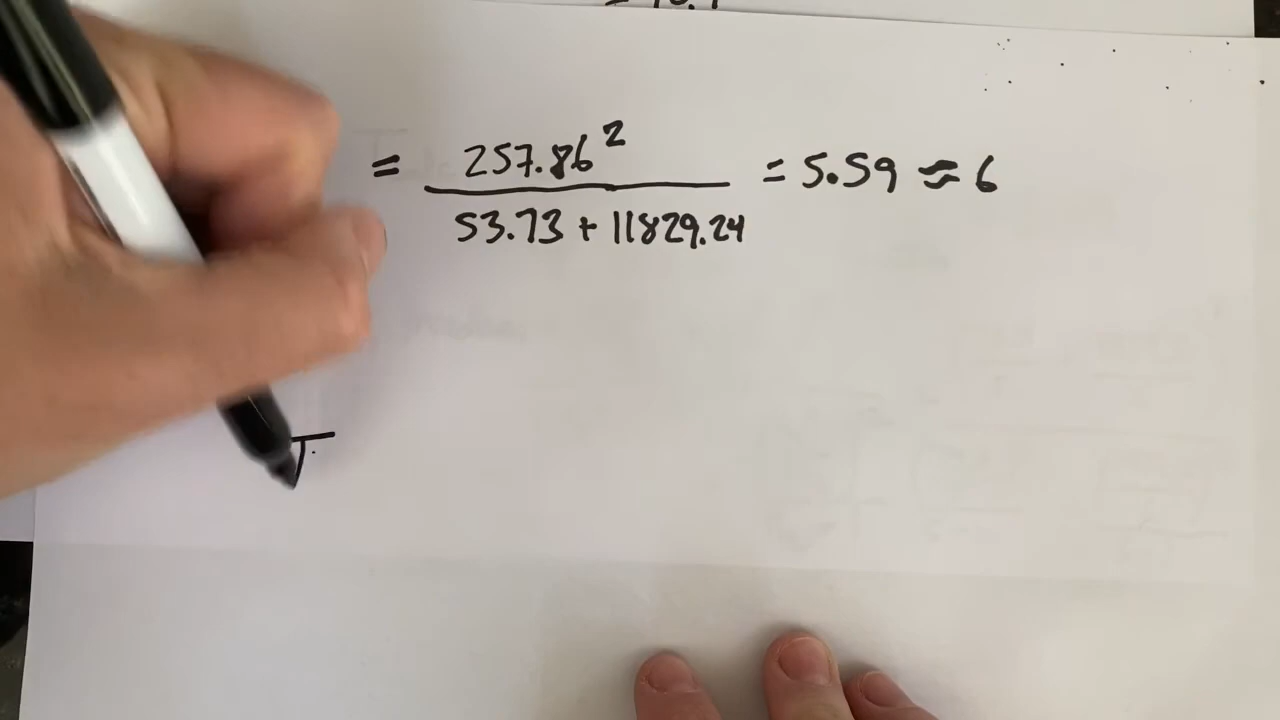 = 257.86² / 53.73 + 11829.24 = 5.59 ≈ 6
T